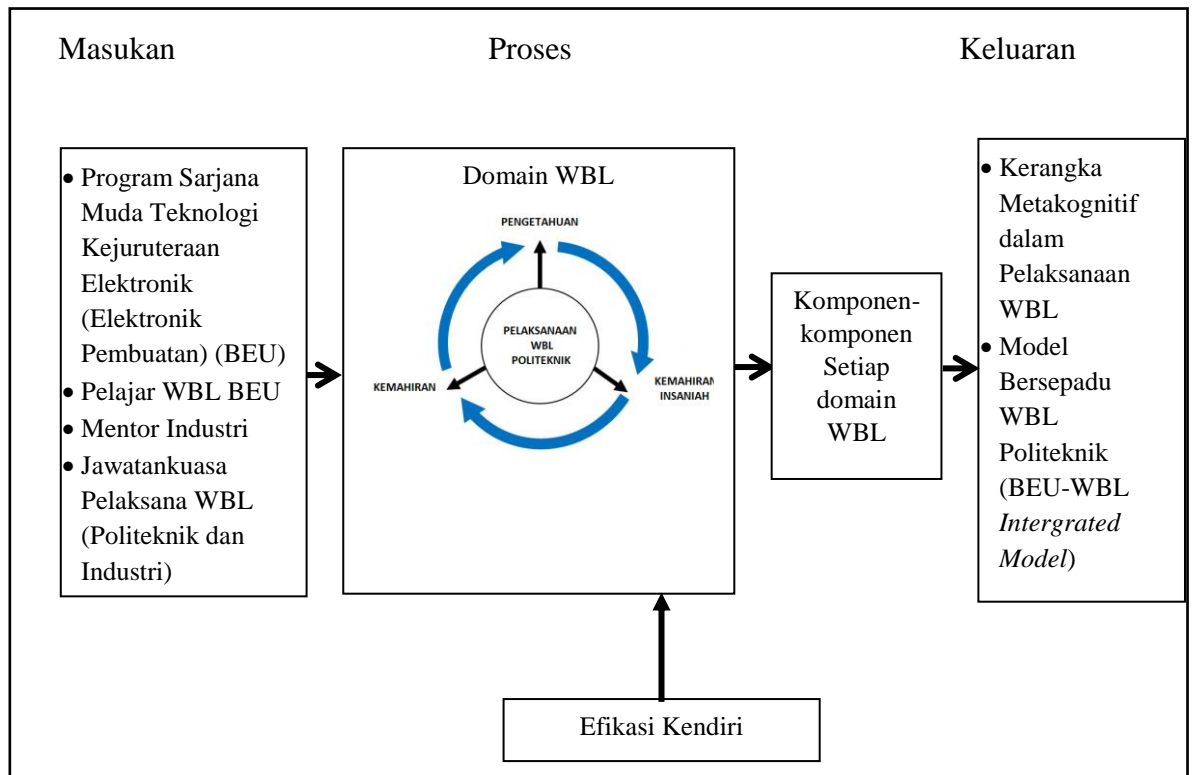 Masukan
Proses
Keluaran
• Program Sarjana
Muda Teknologi
Kejuruteraan
Elektronik
(Elektronik
Pembuatan) (BEU)
• Pelajar WBL BEU
• Mentor Industri
• Jawatankuasa
Pelaksana WBL
(Politeknik dan
Industri)
Domain WBL
PENGETAHUAN
PELAKSANAAN
WBL
POLITEKNIK
KEMAHIRAN
KEMAHIRAN
INSANIAH
Komponen-
komponen
Setiap
domain
WBL
• Kerangka
Metakognitif
dalam
Pelaksanaan
WBL
• Model
Bersepadu
WBL
Politeknik
(BEU-WBL
Intergrated
Model)
Efikasi Kendiri